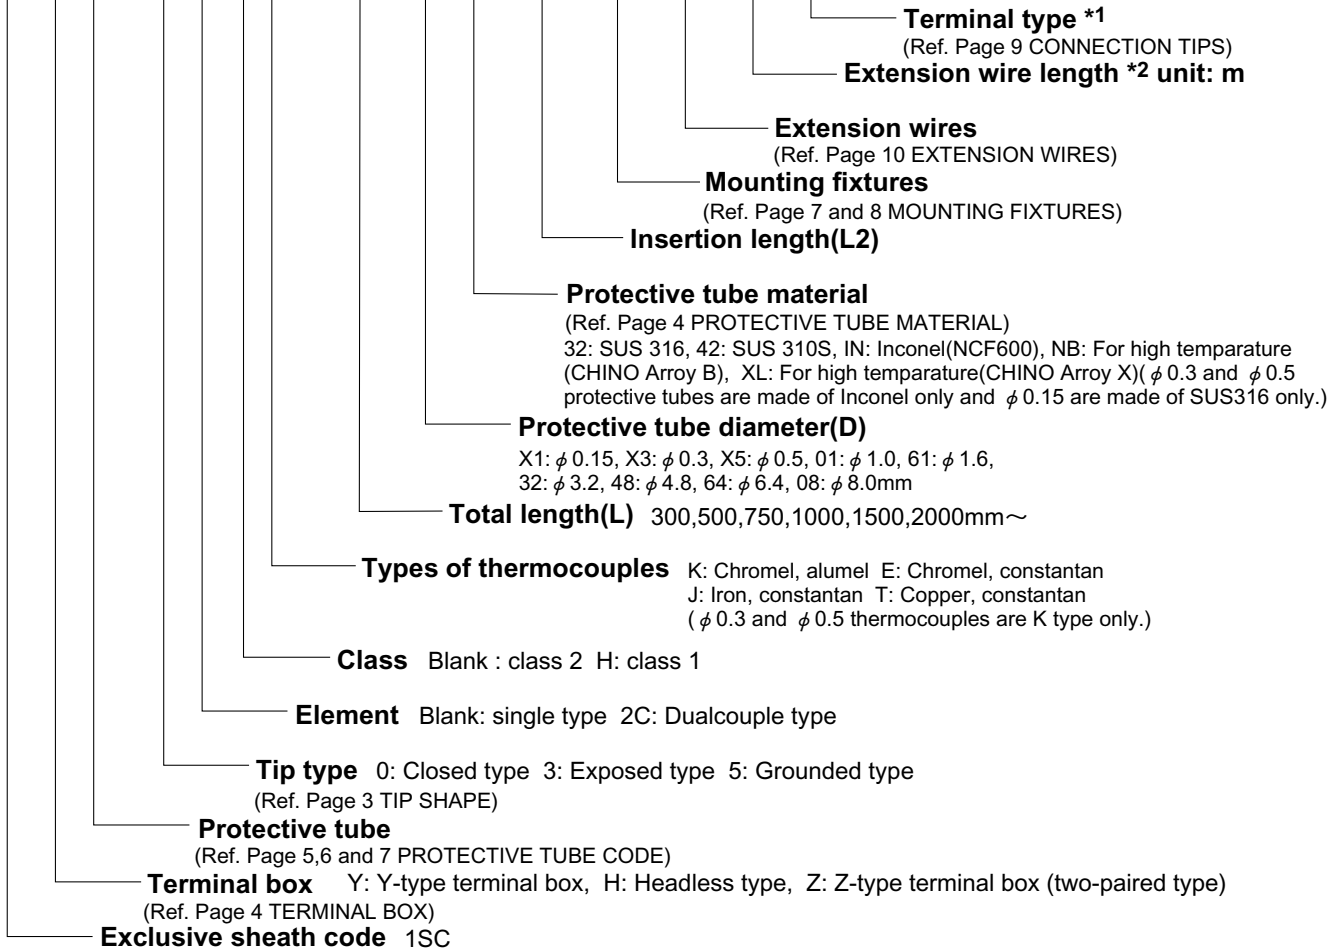 Terminal type *1
(Ref. Page 9 CONNECTION TIPS)
Extension wire length *2 unit: m
Extension wires
(Ref. Page 10 EXTENSION WIRES)
Mounting fixtures
(Ref. Page 7 and 8 MOUNTING FIXTURES)
Insertion length(L2)
Protective tube material
(Ref. Page 4 PROTECTIVE TUBE MATERIAL)
32: SUS 316, 42: SUS 310S, IN: Inconel(NCF600), NB: For high temparature
(CHINO Arroy B), XL: For high temparature(CHINO Arroy X)(ϕ0.3 and ϕ0.5
protective tubes are made of Inconel only and ϕ0.15 are made of SUS316 only.)
Protective tube diameter(D)
X1: ϕ0.15, X3: ϕ0.3, X5: ϕ0.5, 01: ϕ1.0, 61: ϕ1.6,
32: ϕ3.2, 48: ϕ4.8, 64: ϕ6.4, 08: ϕ8.0mm
Total length(L) 300,500,750,1000,1500,2000mm~
Types of thermocouples K: Chromel, alumel E: Chromel, constantan
J: Iron, constantan T: Copper, constantan
(ϕ0.3 and ϕ0.5 thermocouples are K type only.)
Class Blank : class 2 H: class 1
Element Blank: single type 2C: Dualcouple type
Tip type 0: Closed type 3: Exposed type 5: Grounded type
(Ref. Page 3 TIP SHAPE)
Protective tube
(Ref. Page 5,6 and 7 PROTECTIVE TUBE CODE)
Terminal box Y: Y-type terminal box, H: Headless type, Z: Z-type terminal box (two-paired type)
(Ref. Page 4 TERMINAL BOX)
Exclusive sheath code 1SC